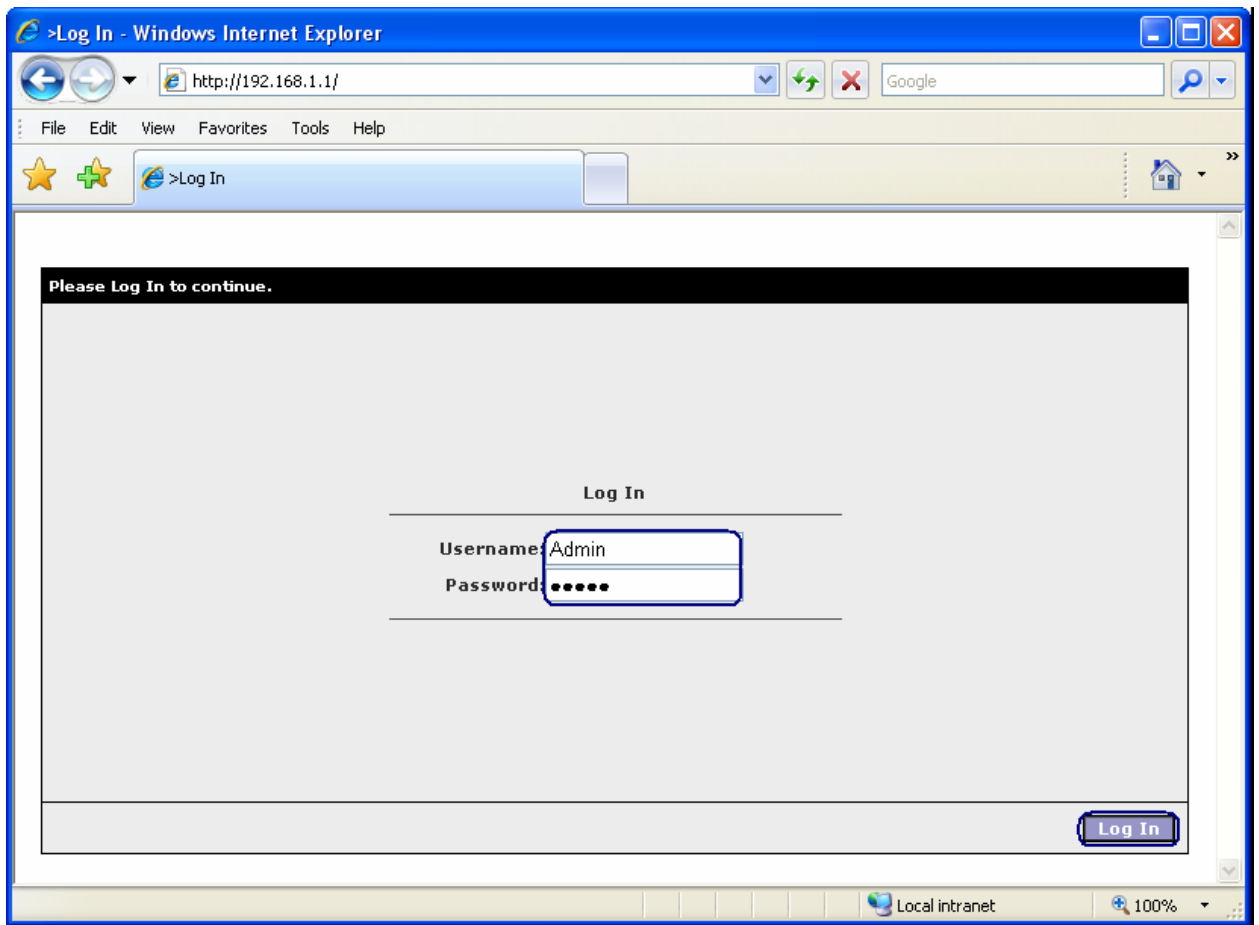 >Log In - Windows Internet Explorer
http://192.168.1.1/
Google
File Edit View Favorites Tools Help
>Log In
»
Please Log In to continue.
Log In
Username: Admin
Password: •••••
Log In
Local intranet
100%